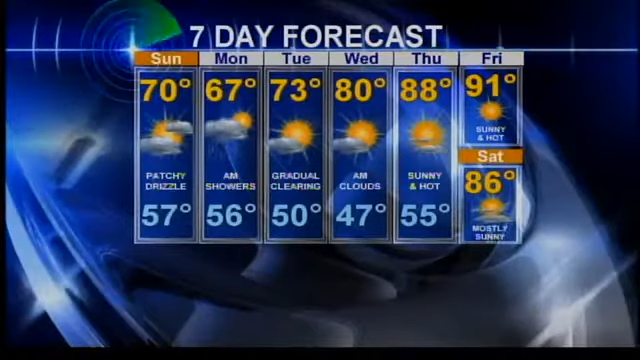 7 DAY FORECAST
Sun
70°
PATCHY
DRIZZLE
57°
Mon
67°
AM
SHOWERS
56°
Tue
73°
GRADUAL
CLEARING
50°
Wed
80°
AM
CLOUDS
47°
Thu
88°
SUNNY
& HOT
55°
Fri
91°
SUNNY
& HOT
Sat
86°
MOSTLY
SUNNY